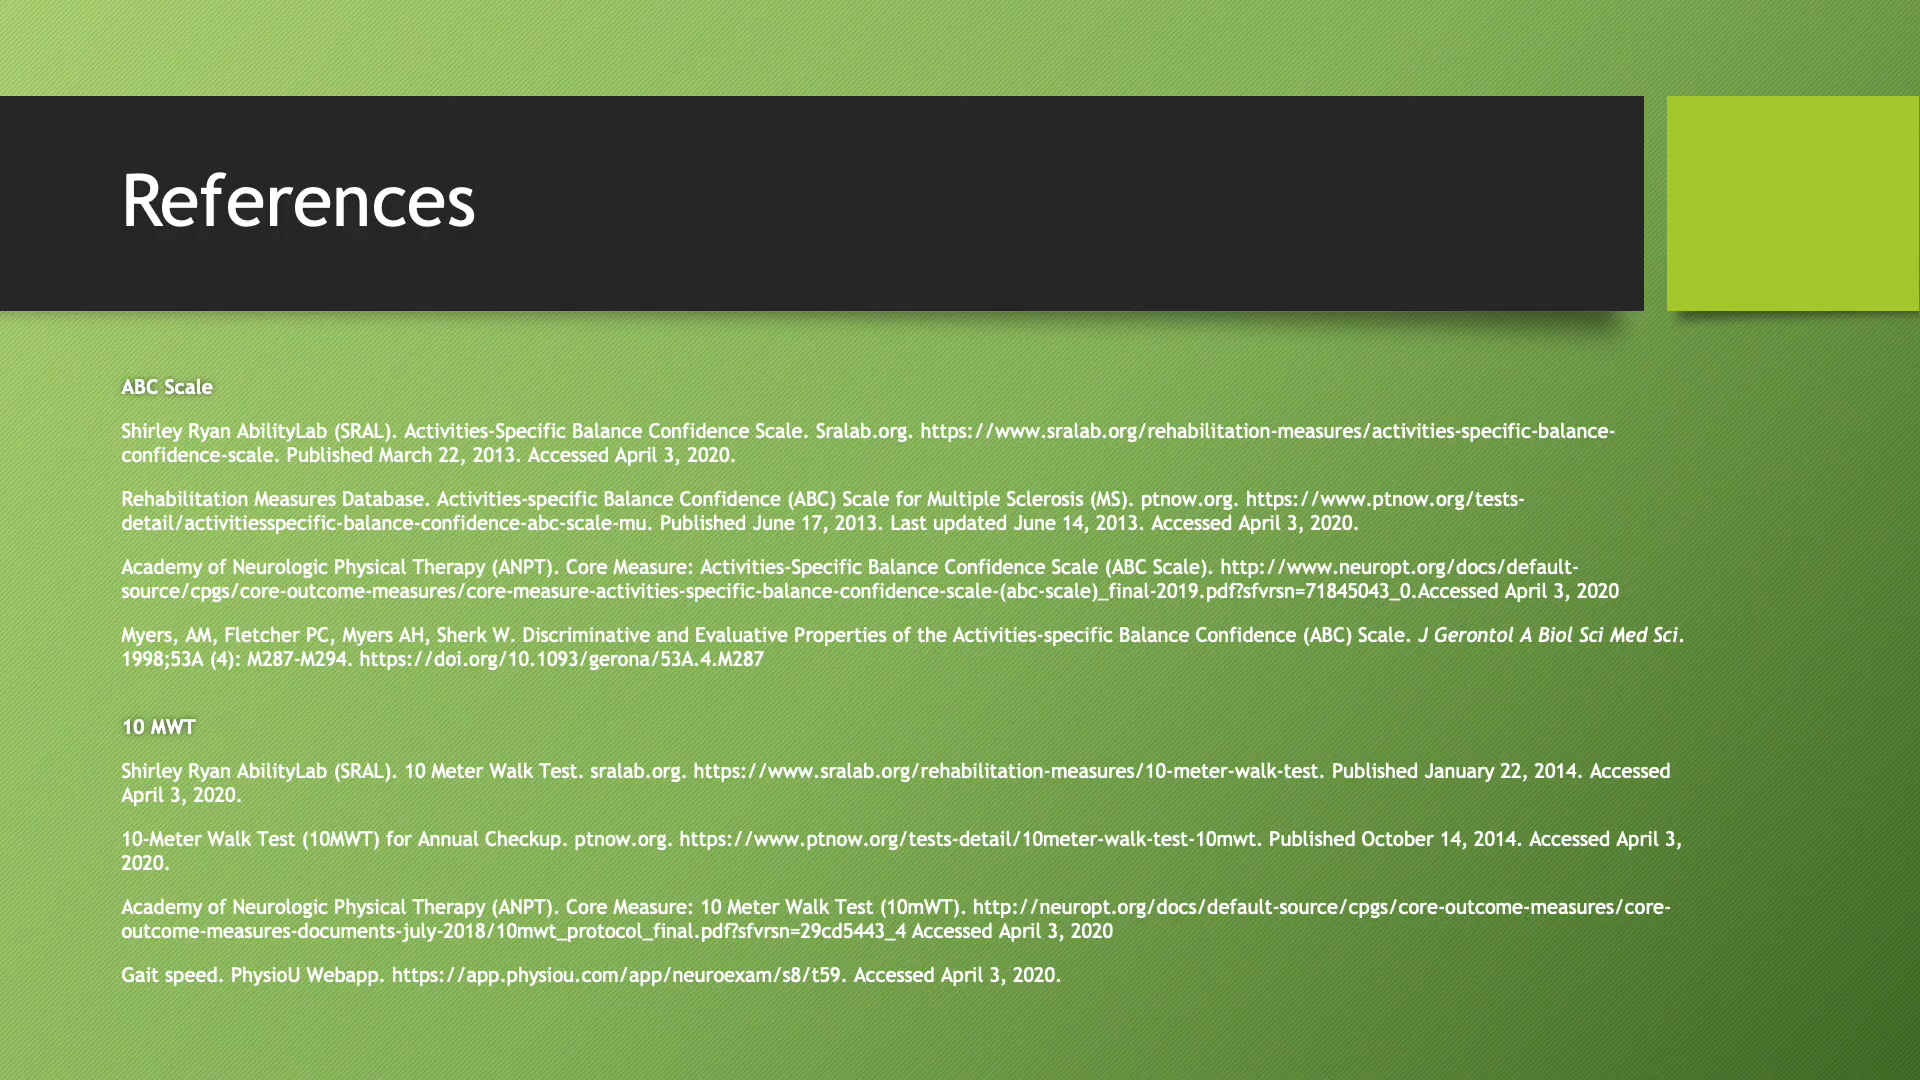 References
ABC Scale
Shirley Ryan AbilityLab (SRAL). Activities-Specific Balance Confidence Scale. Sralab.org. https://www.sralab.org/rehabilitation-measures/activities-specific-balance-
confidence-scale. Published March 22, 2013. Accessed April 3, 2020.
Rehabilitation Measures Database. Activities-specific Balance Confidence (ABC) Scale for Multiple Sclerosis (MS). ptnow.org. https://www.ptnow.org/tests-
detail/activitiesspecific-balance-confidence-abc-scale-mu. Published June 17, 2013. Last updated June 14, 2013. Accessed April 3, 2020.
Academy of Neurologic Physical Therapy (ANPT). Core Measure: Activities-Specific Balance Confidence Scale (ABC Scale). http://www.neuropt.org/docs/default-
source/cpgs/core-outcome-measures/core-measure-activities-specific-balance-confidence-scale-(abc-scale)_final-2019.pdf?sfvrsn=71845043_0.Accessed April 3, 2020
Myers, AM, Fletcher PC, Myers AH, Sherk W. Discriminative and Evaluative Properties of the Activities-specific Balance Confidence (ABC) Scale. J Gerontol A Biol Sci Med Sci.
1998;53A (4): M287-M294. https://doi.org/10.1093/gerona/53A.4.M287
10 MWT
Shirley Ryan AbilityLab (SRAL). 10 Meter Walk Test. sralab.org. https://www.sralab.org/rehabilitation-measures/10-meter-walk-test. Published January 22, 2014. Accessed
April 3, 2020.
10-Meter Walk Test (10MWT) for Annual Checkup. ptnow.org. https://www.ptnow.org/tests-detail/10meter-walk-test-10mwt. Published October 14, 2014. Accessed April 3,
2020.
Academy of Neurologic Physical Therapy (ANPT). Core Measure: 10 Meter Walk Test (10mWT). http://neuropt.org/docs/default-source/cpgs/core-outcome-measures/core-
outcome-measures-documents-july-2018/10mwt_protocol_final.pdf?sfvrsn=29cd5443_4 Accessed April 3, 2020
Gait speed. PhysioU Webapp. https://app.physiou.com/app/neuroexam/s8/t59. Accessed April 3, 2020.